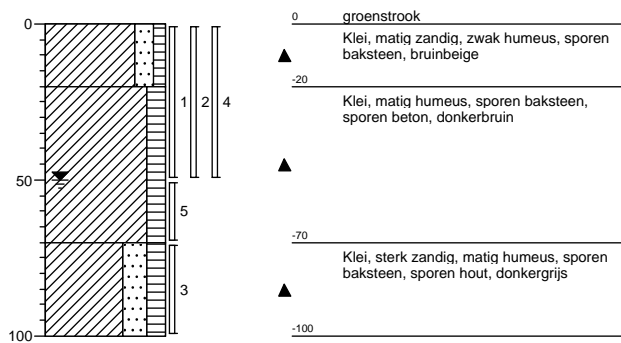 0
50
100
1
2
4
5
3
0
groenstrook
Klei, matig zandig, zwak humeus, sporen
baksteen, bruinbeige
-20
Klei, matig humeus, sporen baksteen,
sporen beton, donkerbruin
-70
Klei, sterk zandig, matig humeus, sporen
baksteen, sporen hout, donkergrijs
-100